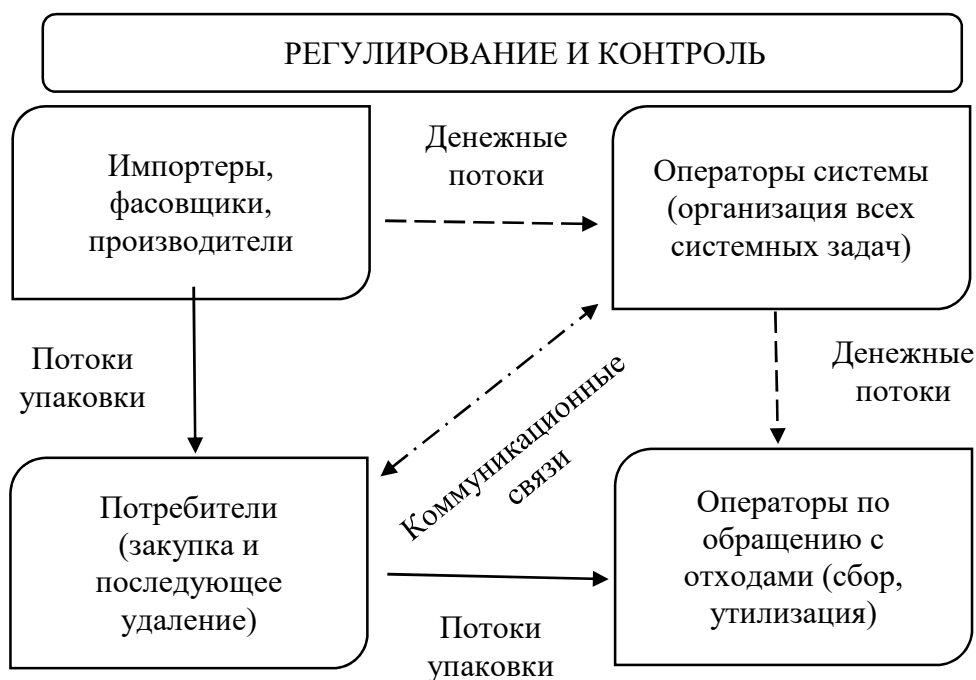 РЕГУЛИРОВАНИЕ И КОНТРОЛЬ
Импортеры,
фасовщики,
производители
Денежные
потоки
Операторы системы
(организация всех
системных задач)
Потоки
упаковки
Коммуникационные
связи
Денежные
потоки
Потребители
(закупка и
последующее
удаление)
Потоки
упаковки
Операторы по
обращению с
отходами (сбор,
утилизация)